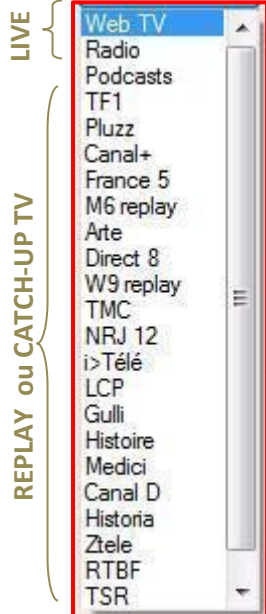 LIVE
REPLAY ou CATCH-UP TV
Web TV
Radio
Podcasts
TF1
Pluzz
Canal+
France 5
M6 replay
Arte
Direct 8
W9 replay
TMC
NRJ 12
i>Télé
LCP
Gulli
Histoire
Medici
Canal D
Historia
Ztele
RTBF
TSR